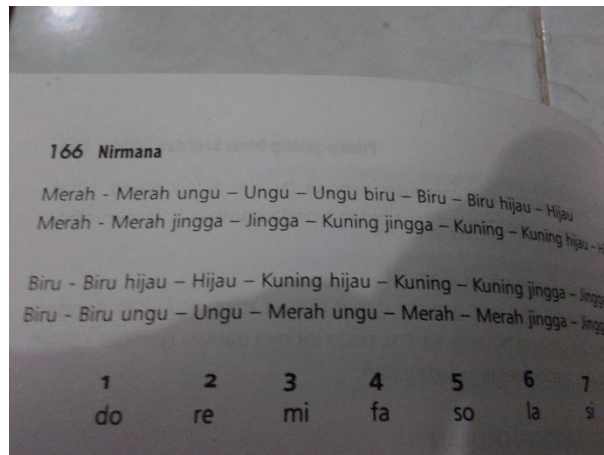 166 Nirmana
Merah - Merah ungu – Ungu – Ungu biru – Biru – Biru hijau – Hijau
Merah - Merah jingga – Jingga – Kuning jingga – Kuning – Kuning hijau –
Biru - Biru hijau – Hijau – Kuning hijau – Kuning – Kuning jingga –
Biru - Biru ungu – Ungu – Merah ungu – Merah – Merah jingga –
1 2 3 4 5 6 7
do re mi fa so la si